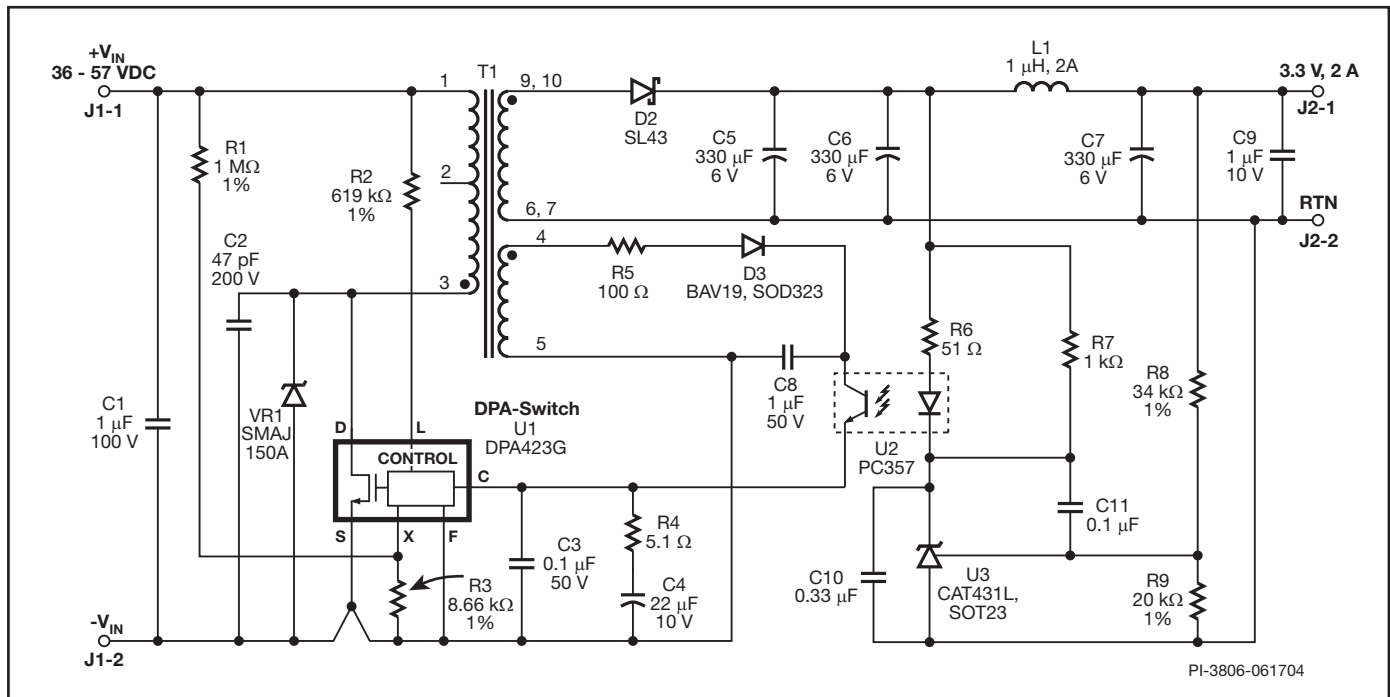 +VIN
36 - 57 VDC
J1-1
R1
1 MΩ
1%
R2
619 kΩ
1%
1
2
3
T1
9, 10
6, 7
4
5
D2
SL43
C5
330 µF
6 V
C6
330 µF
6 V
L1
1 µH, 2A
C7
330 µF
6 V
C9
1 µF
10 V
3.3 V, 2 A
J2-1
RTN
J2-2
C2
47 pF
200 V
R5
100 Ω
D3
BAV19, SOD323
C1
1 µF
100 V
VR1
SMAJ
150A
DPA-Switch
U1
DPA423G
D
L
CONTROL
C
S
X
F
C8
1 µF
50 V
U2
PC357
R6
51 Ω
R7
1 kΩ
R8
34 kΩ
1%
R3
8.66 kΩ
1%
C3
0.1 µF
50 V
R4
5.1 Ω
C4
22 µF
10 V
C10
0.33 µF
C11
0.1 µF
U3
CAT431L,
SOT23
R9
20 kΩ
1%
-VIN
J1-2
PI-3806-061704